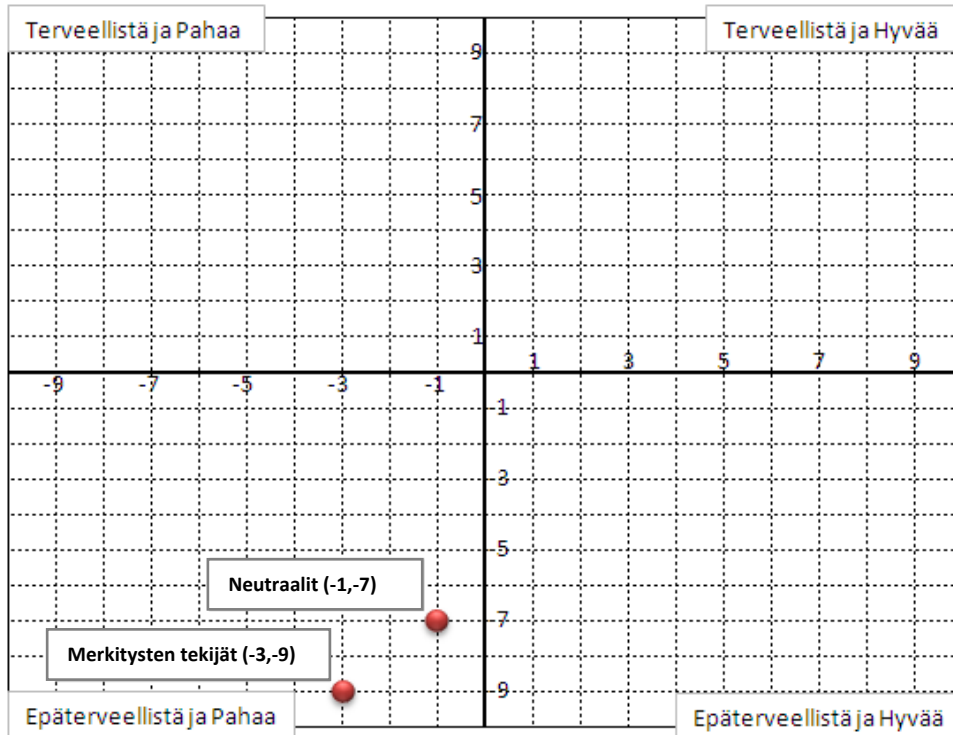 Terveellistä ja Pahaa
Terveellistä ja Hyvää
9
7
5
3
1
1 3 5 7 9
-9 -7 -5 -3 -1
-1
-3
-5
Neutraalit (-1,-7)
-7
Merkitysten tekijät (-3,-9)
-9
Epäterveellistä ja Pahaa
Epäterveellistä ja Hyvää